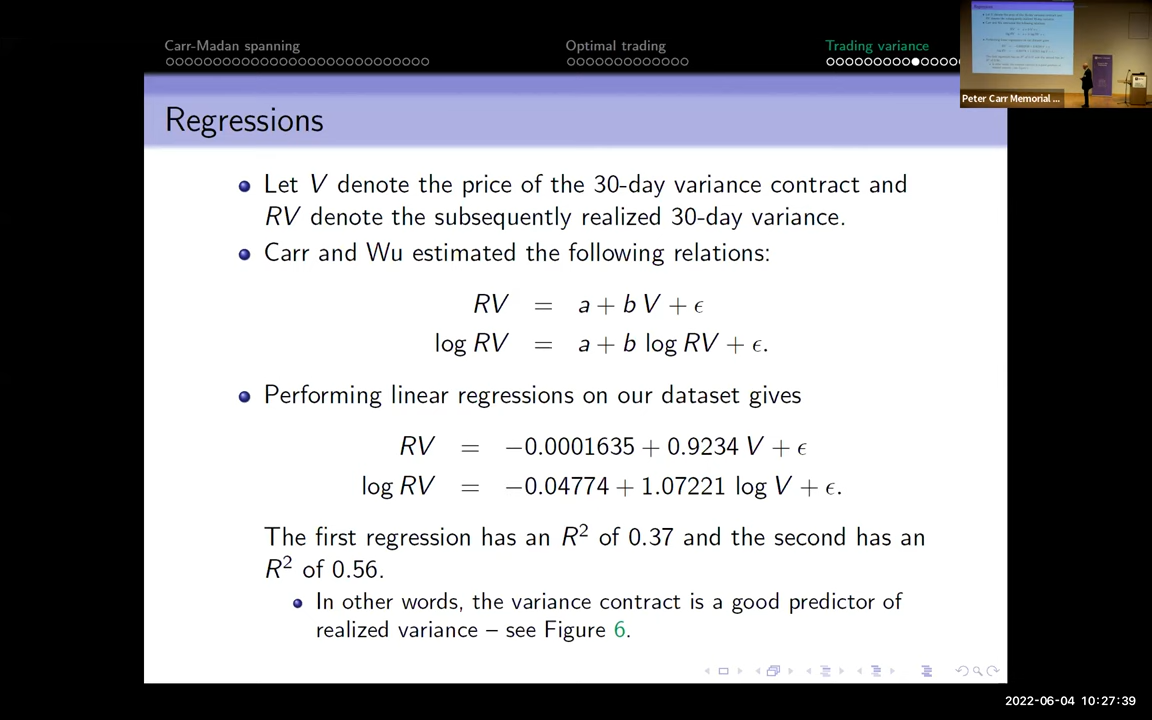 Carr-Madan spanning
Optimal trading
Trading variance
Peter Carr Memorial ...
Regressions
Let V denote the price of the 30-day variance contract and
RV denote the subsequently realized 30-day variance.
Carr and Wu estimated the following relations:
RV = a + b V + ϵ
log RV = a + b log RV + ϵ.
Performing linear regressions on our dataset gives
RV = −0.0001635 + 0.9234 V + ϵ
log RV = −0.04774 + 1.07221 log V + ϵ.
The first regression has an R² of 0.37 and the second has an
R² of 0.56.
In other words, the variance contract is a good predictor of
realized variance – see Figure 6.
2022-06-04 10:27:39